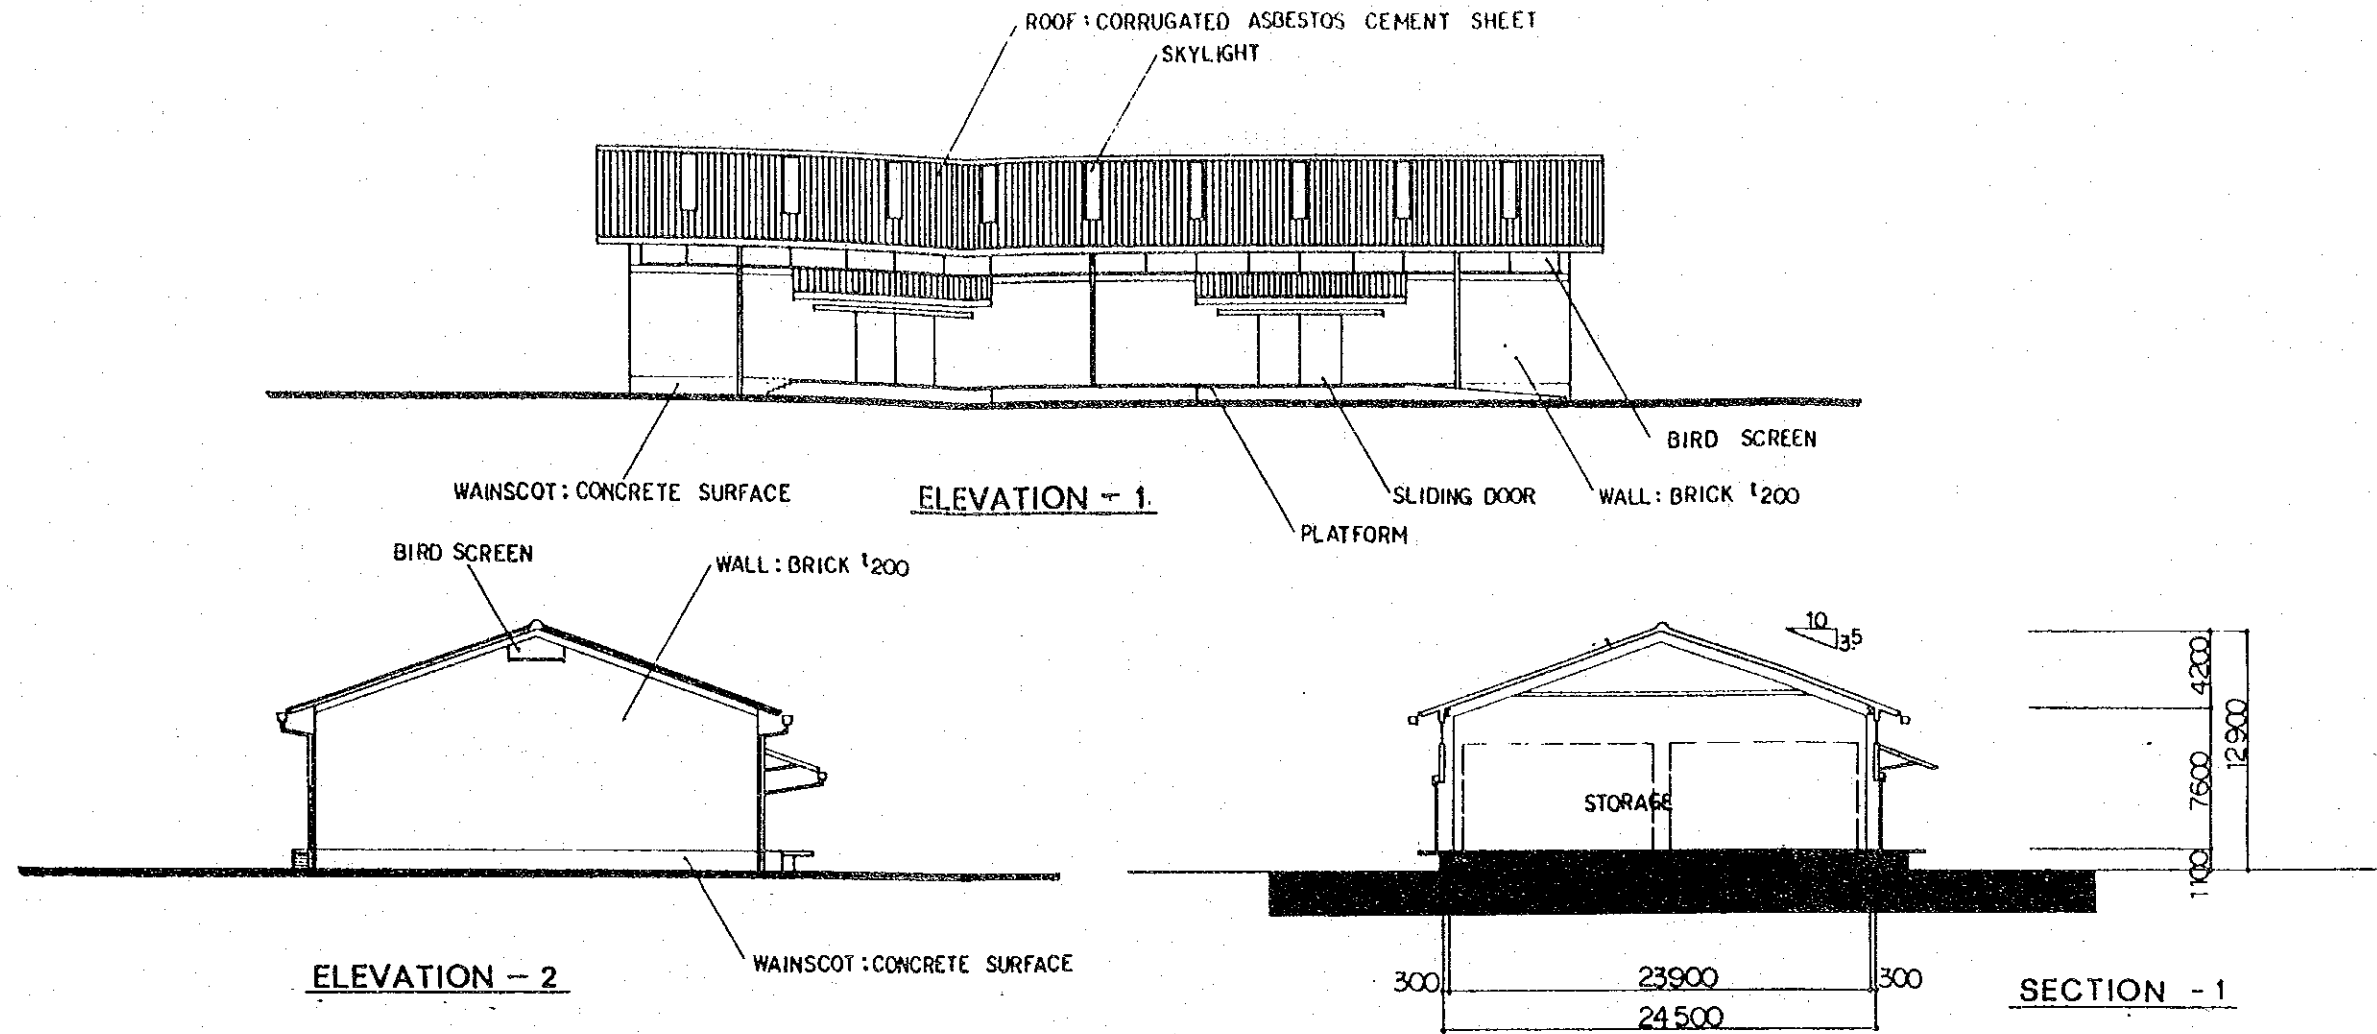 ROOF : CORRUGATED ASBESTOS CEMENT SHEET
SKYLIGHT
BIRD SCREEN
WAINSCOT : CONCRETE SURFACE
ELEVATION - 1
SLIDING DOOR
WALL : BRICK t200
PLATFORM
BIRD SCREEN
WALL : BRICK t200
10
3.5
4200
12900
7600
STORAGE
1100
WAINSCOT : CONCRETE SURFACE
ELEVATION - 2
300
23900
300
SECTION - 1
24500